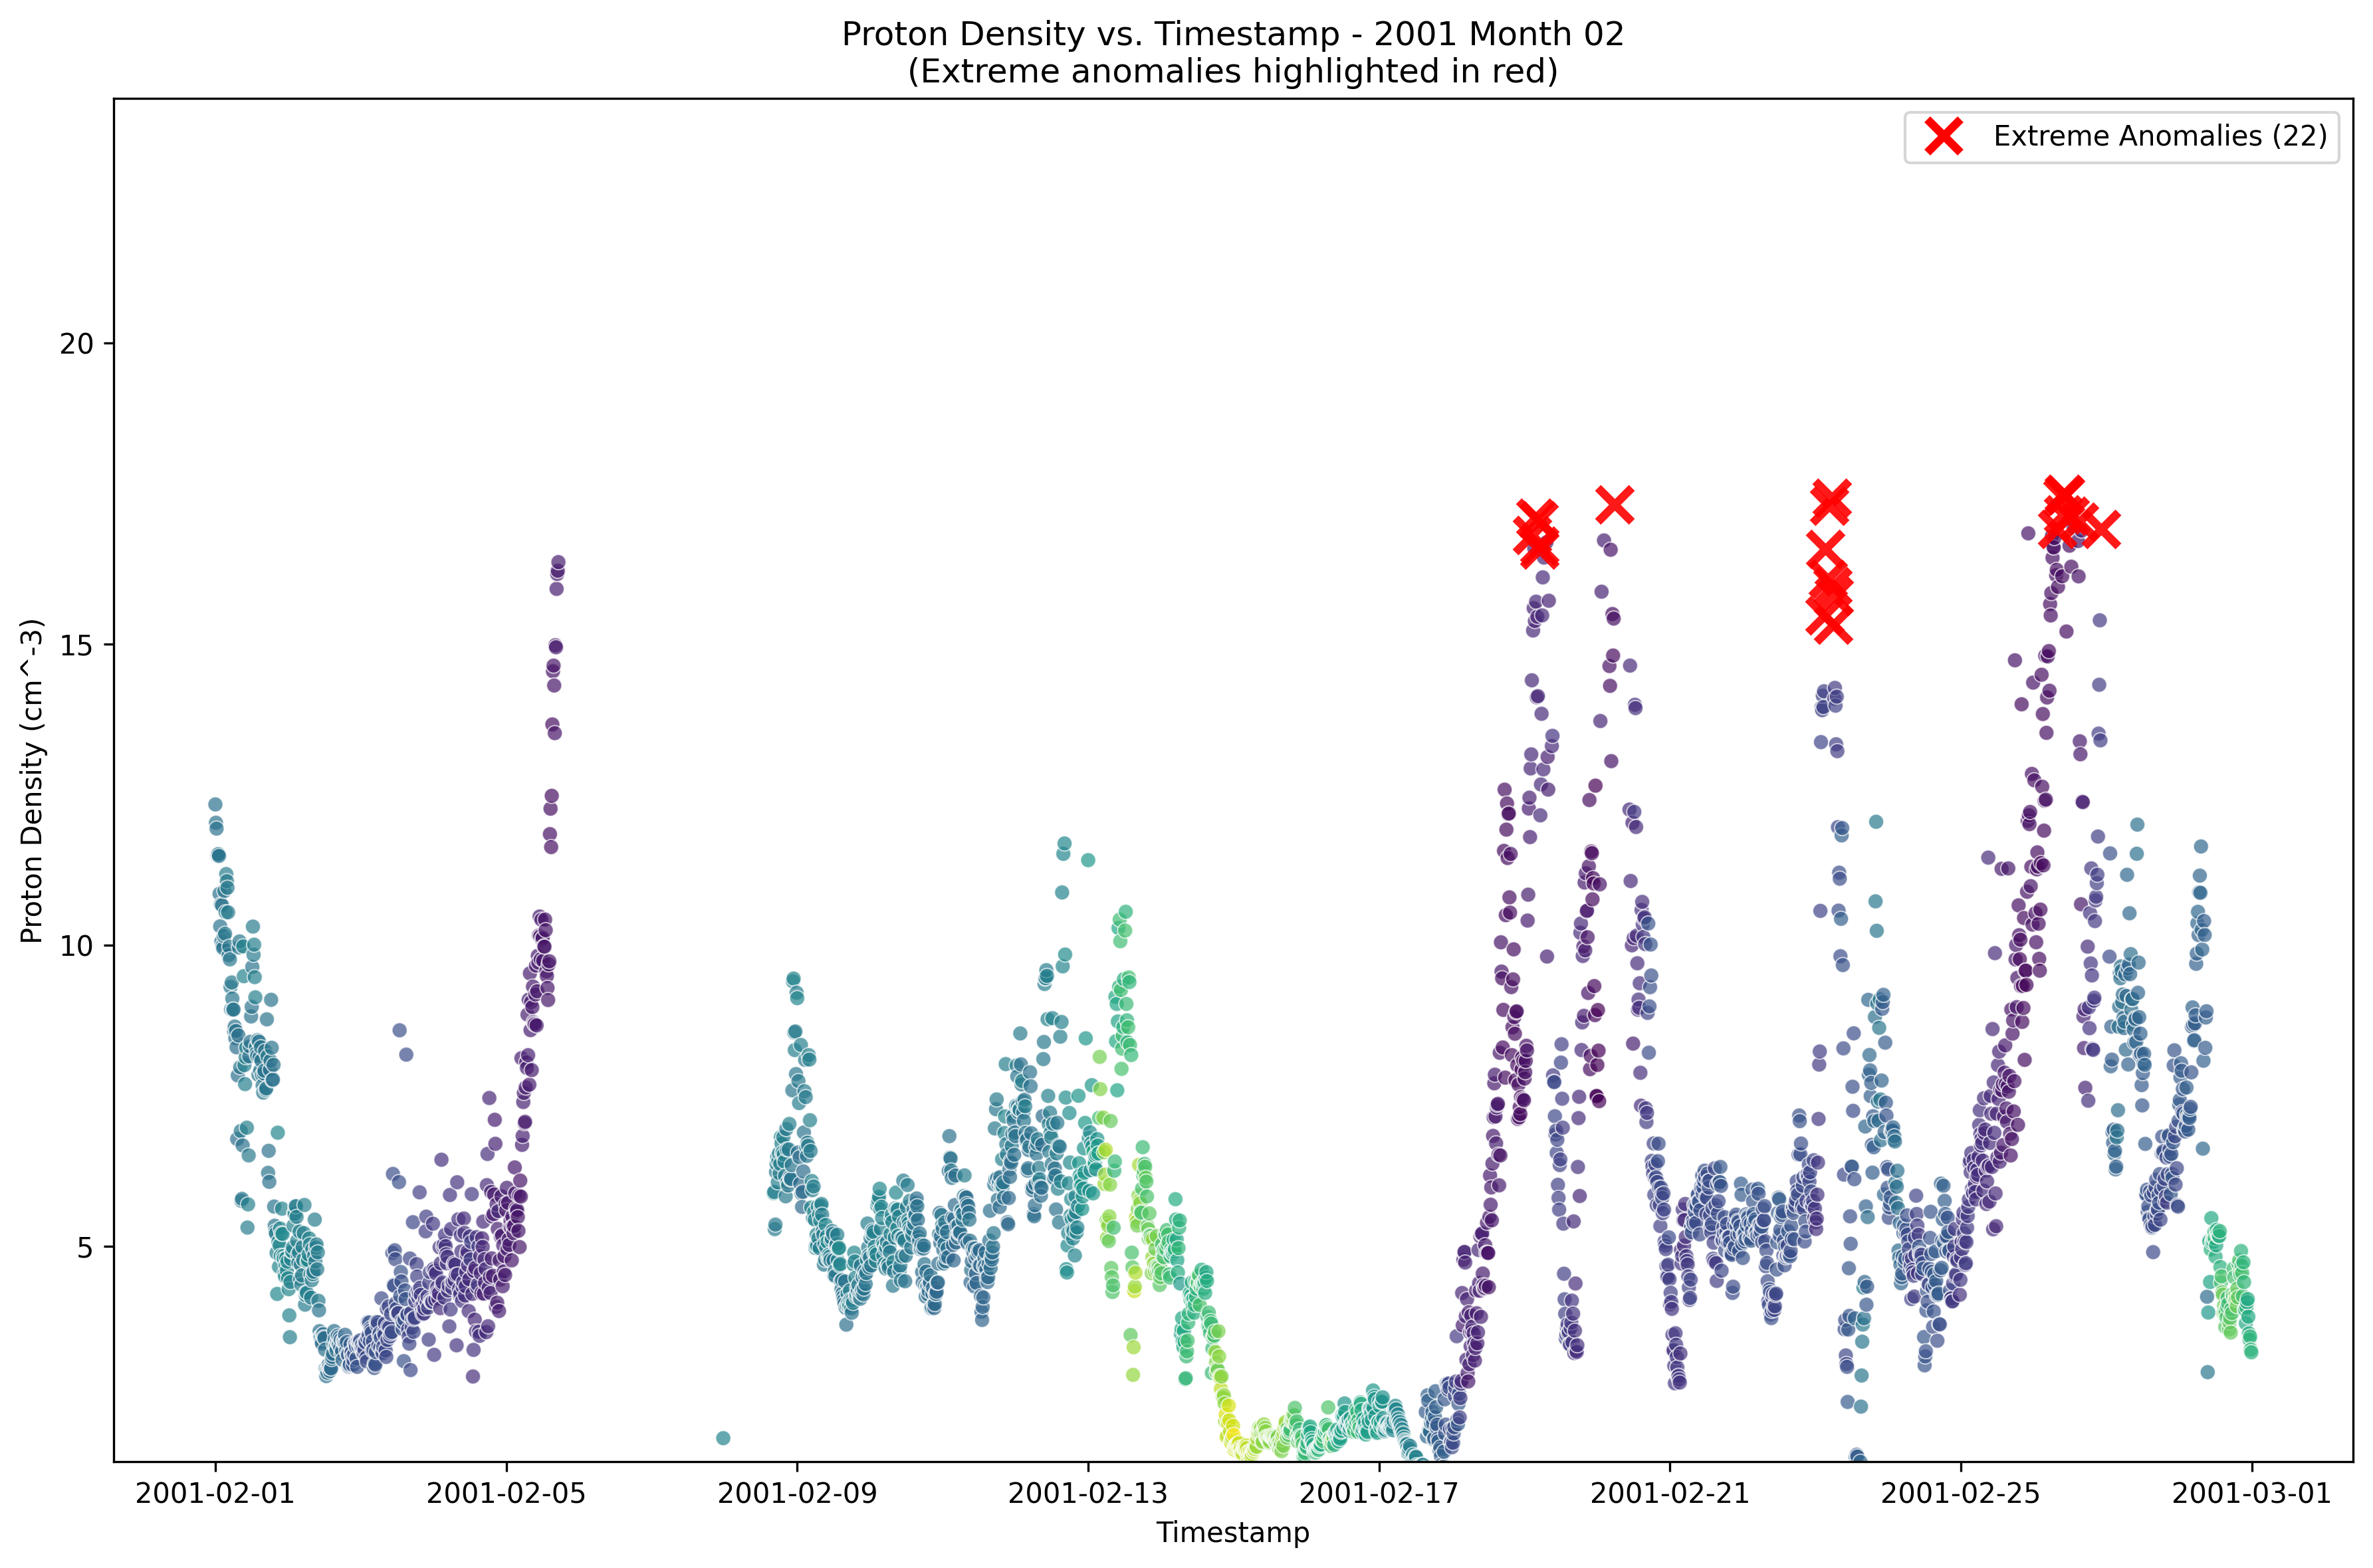 Proton Density vs. Timestamp - 2001 Month 02
(Extreme anomalies highlighted in red)
Extreme Anomalies (22)
Proton Density (cm^-3)
20
15
10
5
2001-02-01
2001-02-05
2001-02-09
2001-02-13
2001-02-17
2001-02-21
2001-02-25
2001-03-01
Timestamp